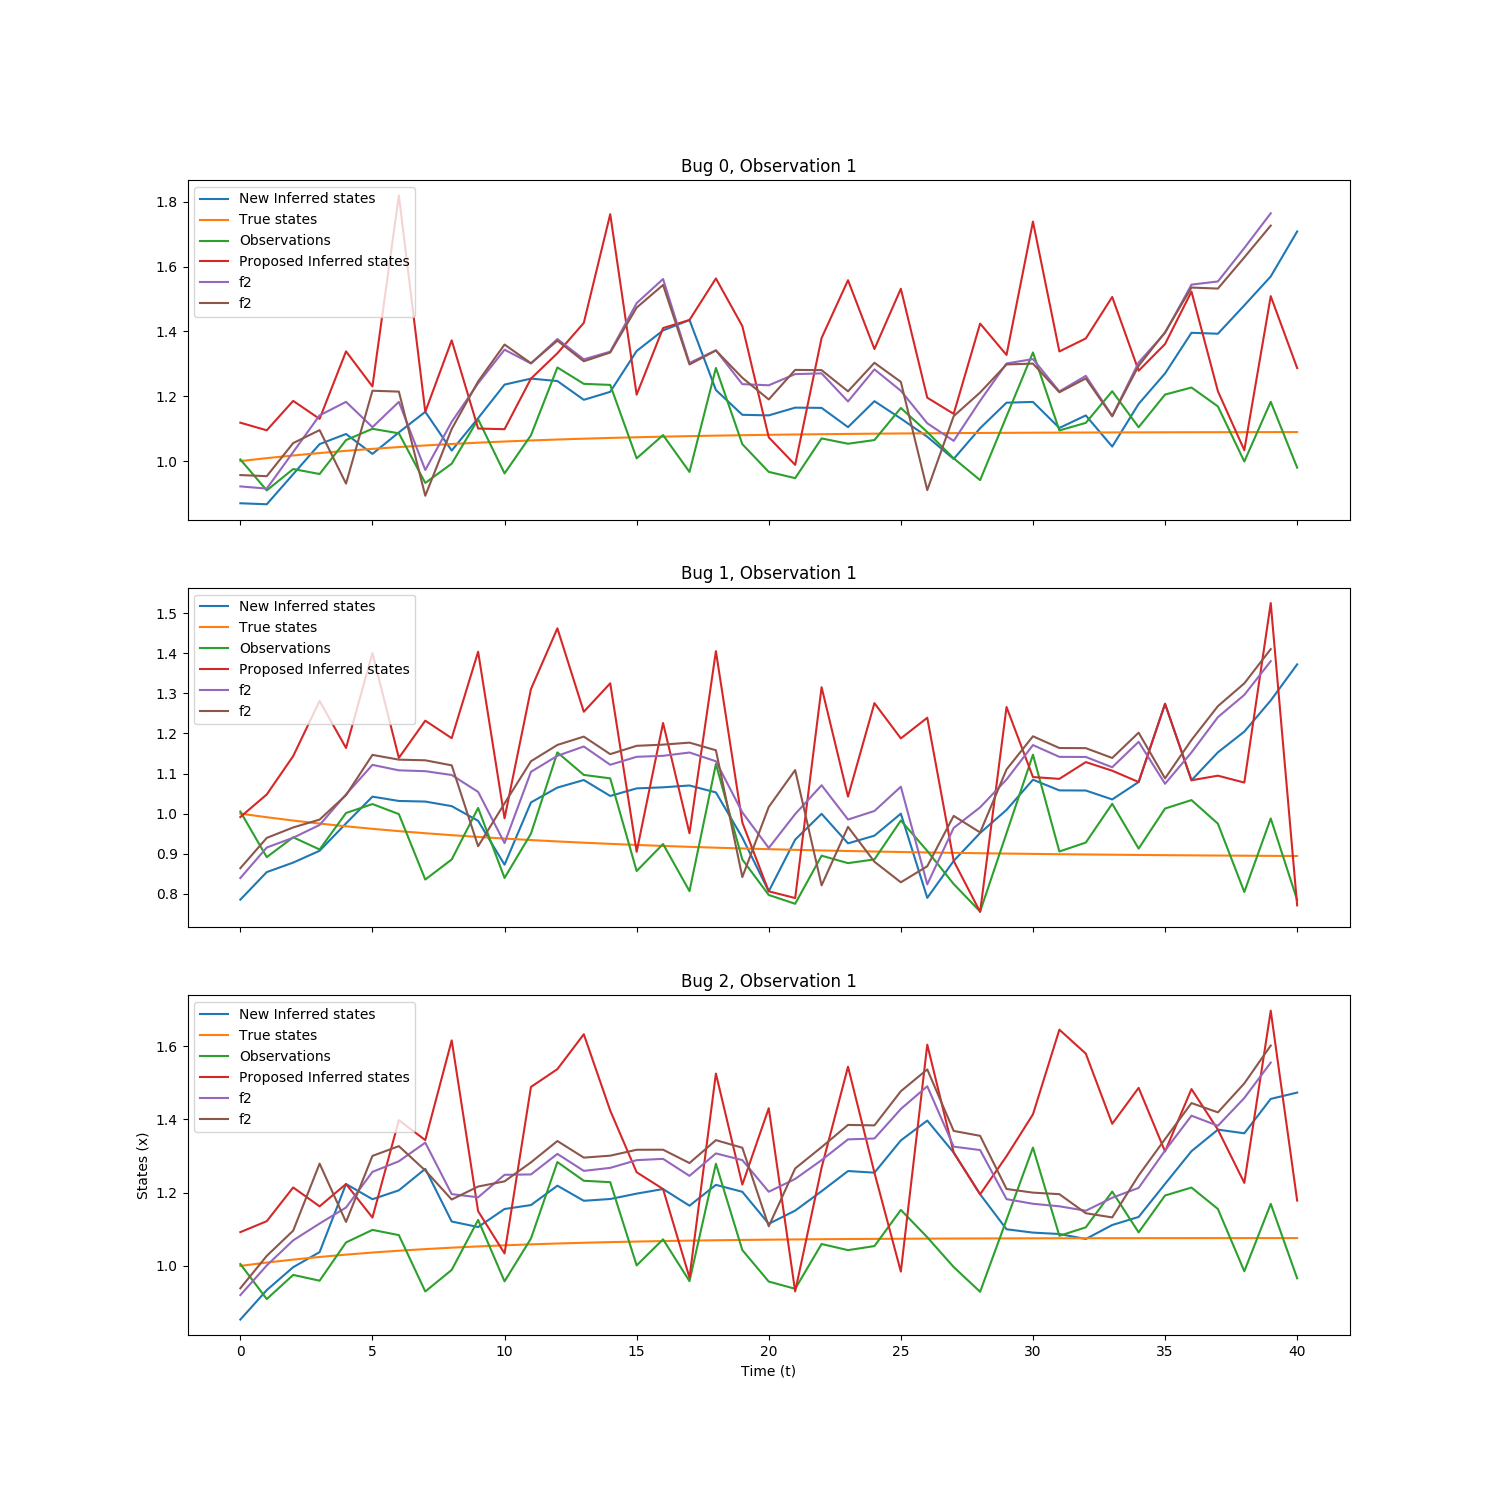 Bug 0, Observation 1
New Inferred states
True states
Observations
Proposed Inferred states
f2
f2
1.8
1.6
1.4
1.2
1.0
Bug 1, Observation 1
New Inferred states
True states
Observations
Proposed Inferred states
f2
f2
1.5
1.4
1.3
1.2
1.1
1.0
0.9
0.8
Bug 2, Observation 1
New Inferred states
True states
Observations
Proposed Inferred states
f2
f2
1.6
1.4
1.2
1.0
States (x)
0 5 10 15 20 25 30 35 40
Time (t)